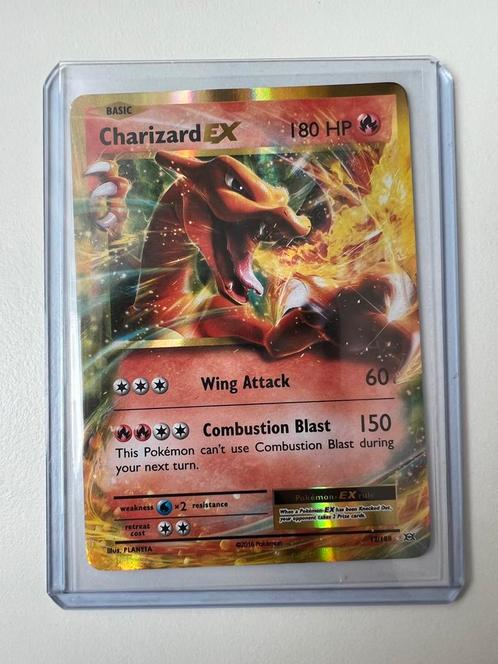 BASIC
Charizard EX 180 HP
Wing Attack 60
Combustion Blast 150
This Pokémon can't use Combustion Blast during
your next turn.
weakness ×2 resistance
Pokémon-EX rule
When a Pokémon-EX has been Knocked Out,
your opponent takes 2 Prize cards.
retreat
cost
Illus. PLANETA
©2016 Pokémon
12/108